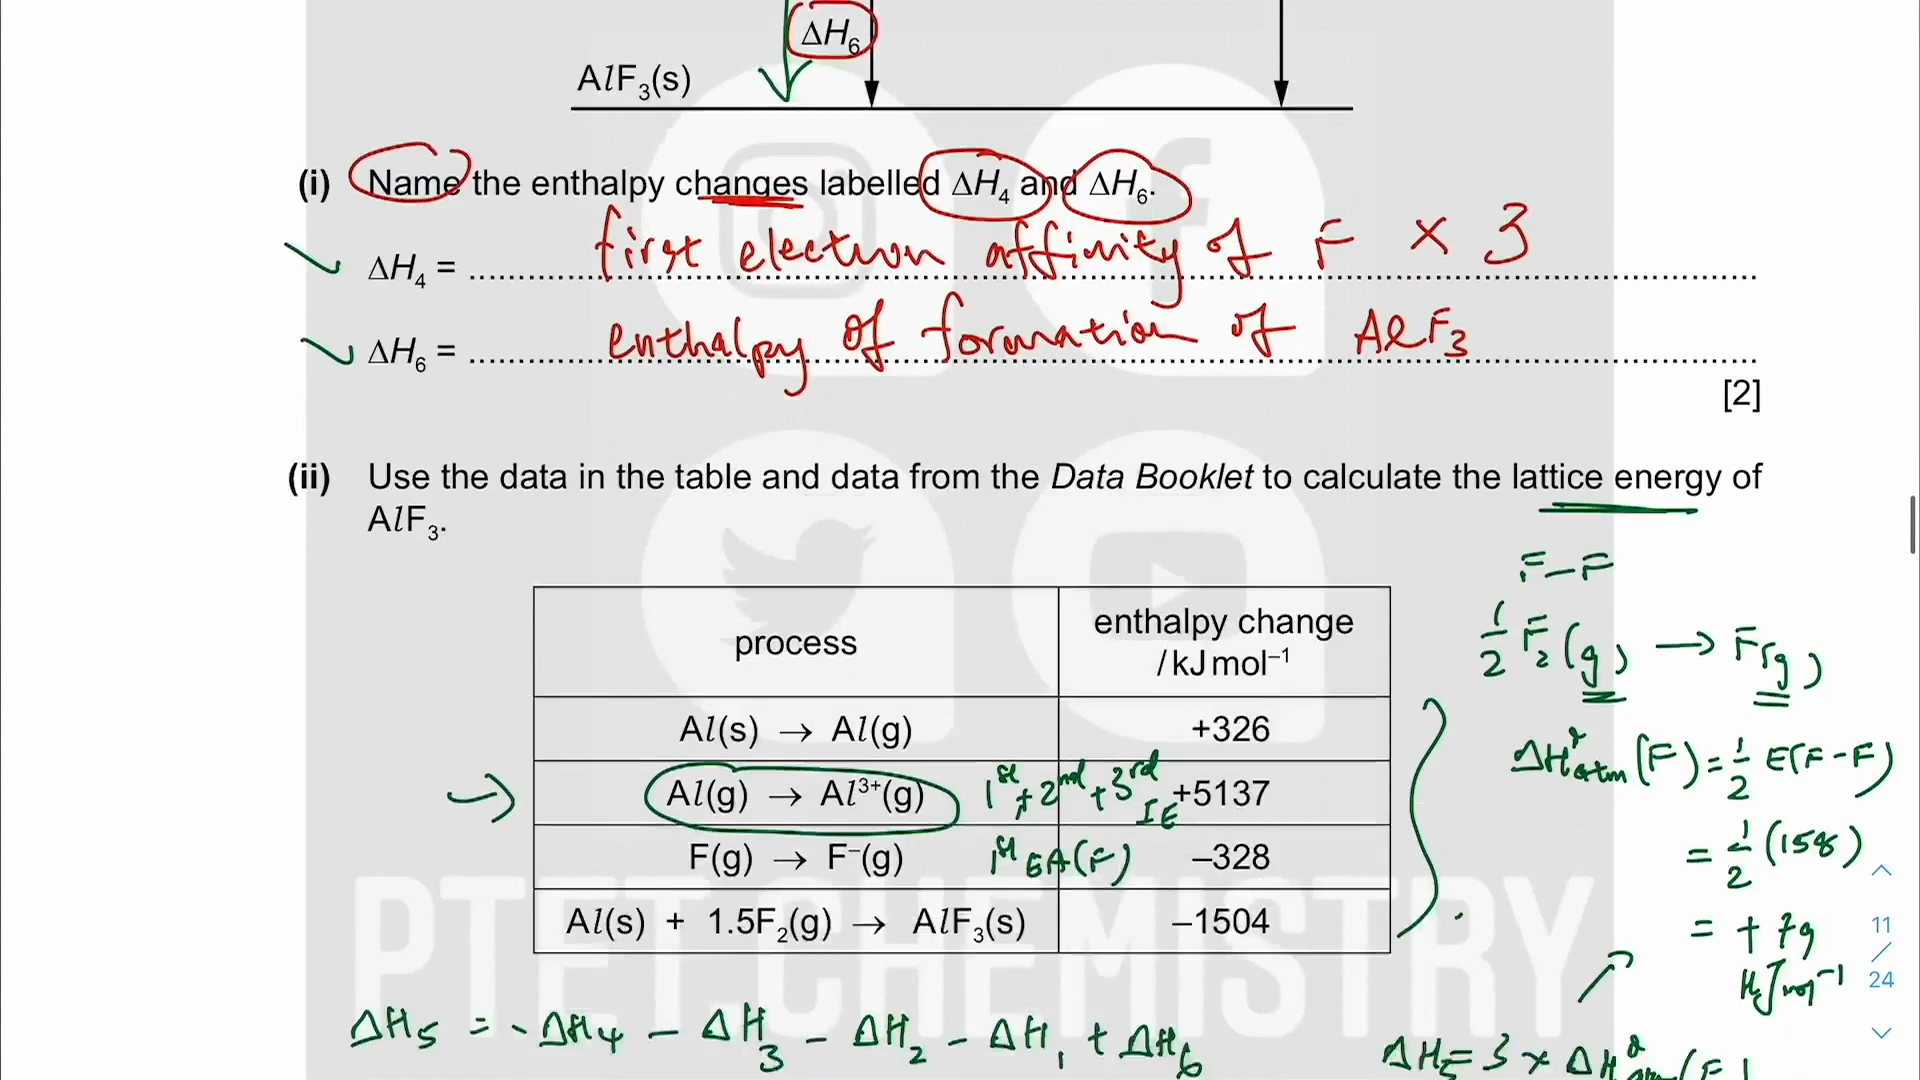 ΔH₆
AlF₃(s)
(i) Name the enthalpy changes labelled ΔH₄ and ΔH₆.
ΔH₄ = first electron affinity of F × 3
ΔH₆ = enthalpy of formation of AlF₃
[2]
(ii) Use the data in the table and data from the Data Booklet to calculate the lattice energy of
AlF₃.
F–F
½ F₂(g) → F(g)
process
enthalpy change
/kJ mol⁻¹
Al(s) → Al(g) +326
Al(g) → Al³⁺(g) 1st + 2nd + 3rd IE +5137
F(g) → F⁻(g) 1st EA(F) –328
Al(s) + 1.5F₂(g) → AlF₃(s) –1504
= ½ E(F–F)
= ½ (158)
= + 79
kJ mol⁻¹
11
/
24
PTET.CHEMISTRY
ΔH₅ = - ΔH₄ – ΔH₃ – ΔH₂ – ΔH₁ + ΔH₆